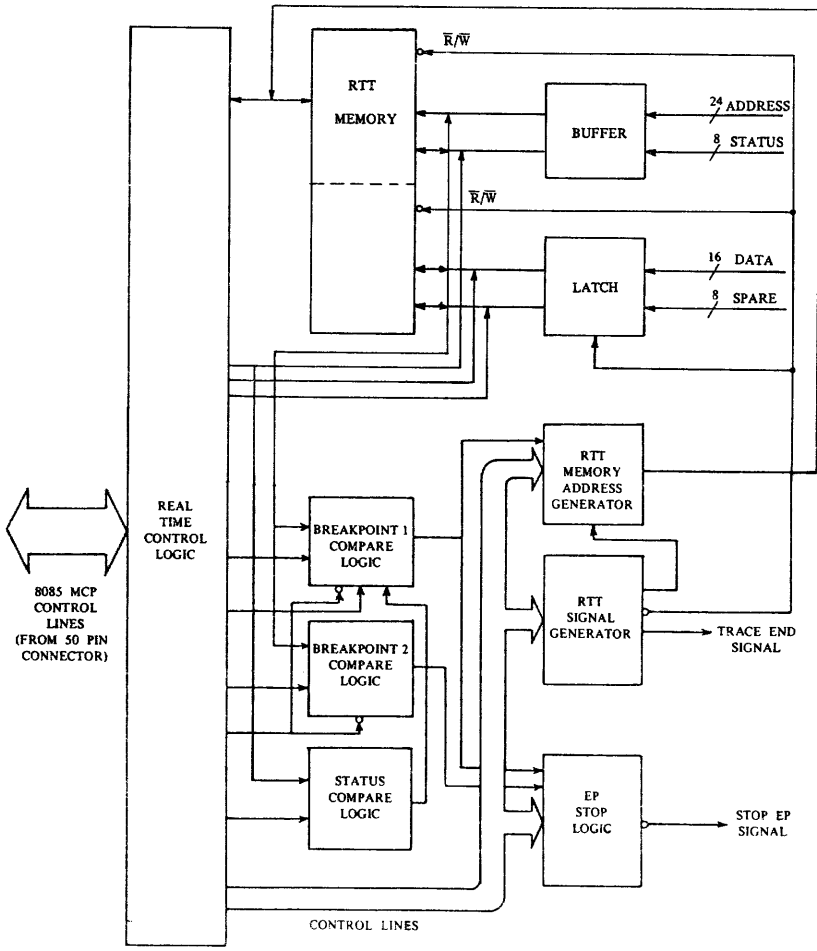 R̅/W̅
RTT
MEMORY
24 ADDRESS
BUFFER
8 STATUS
R̅/W̅
16 DATA
LATCH
8 SPARE
RTT
MEMORY
ADDRESS
GENERATOR
REAL
TIME
CONTROL
LOGIC
BREAKPOINT 1
COMPARE
LOGIC
8085 MCP
CONTROL
LINES
(FROM 50 PIN
CONNECTOR)
RTT
SIGNAL
GENERATOR
TRACE END
SIGNAL
BREAKPOINT 2
COMPARE
LOGIC
STATUS
COMPARE
LOGIC
EP
STOP
LOGIC
STOP EP
SIGNAL
CONTROL LINES